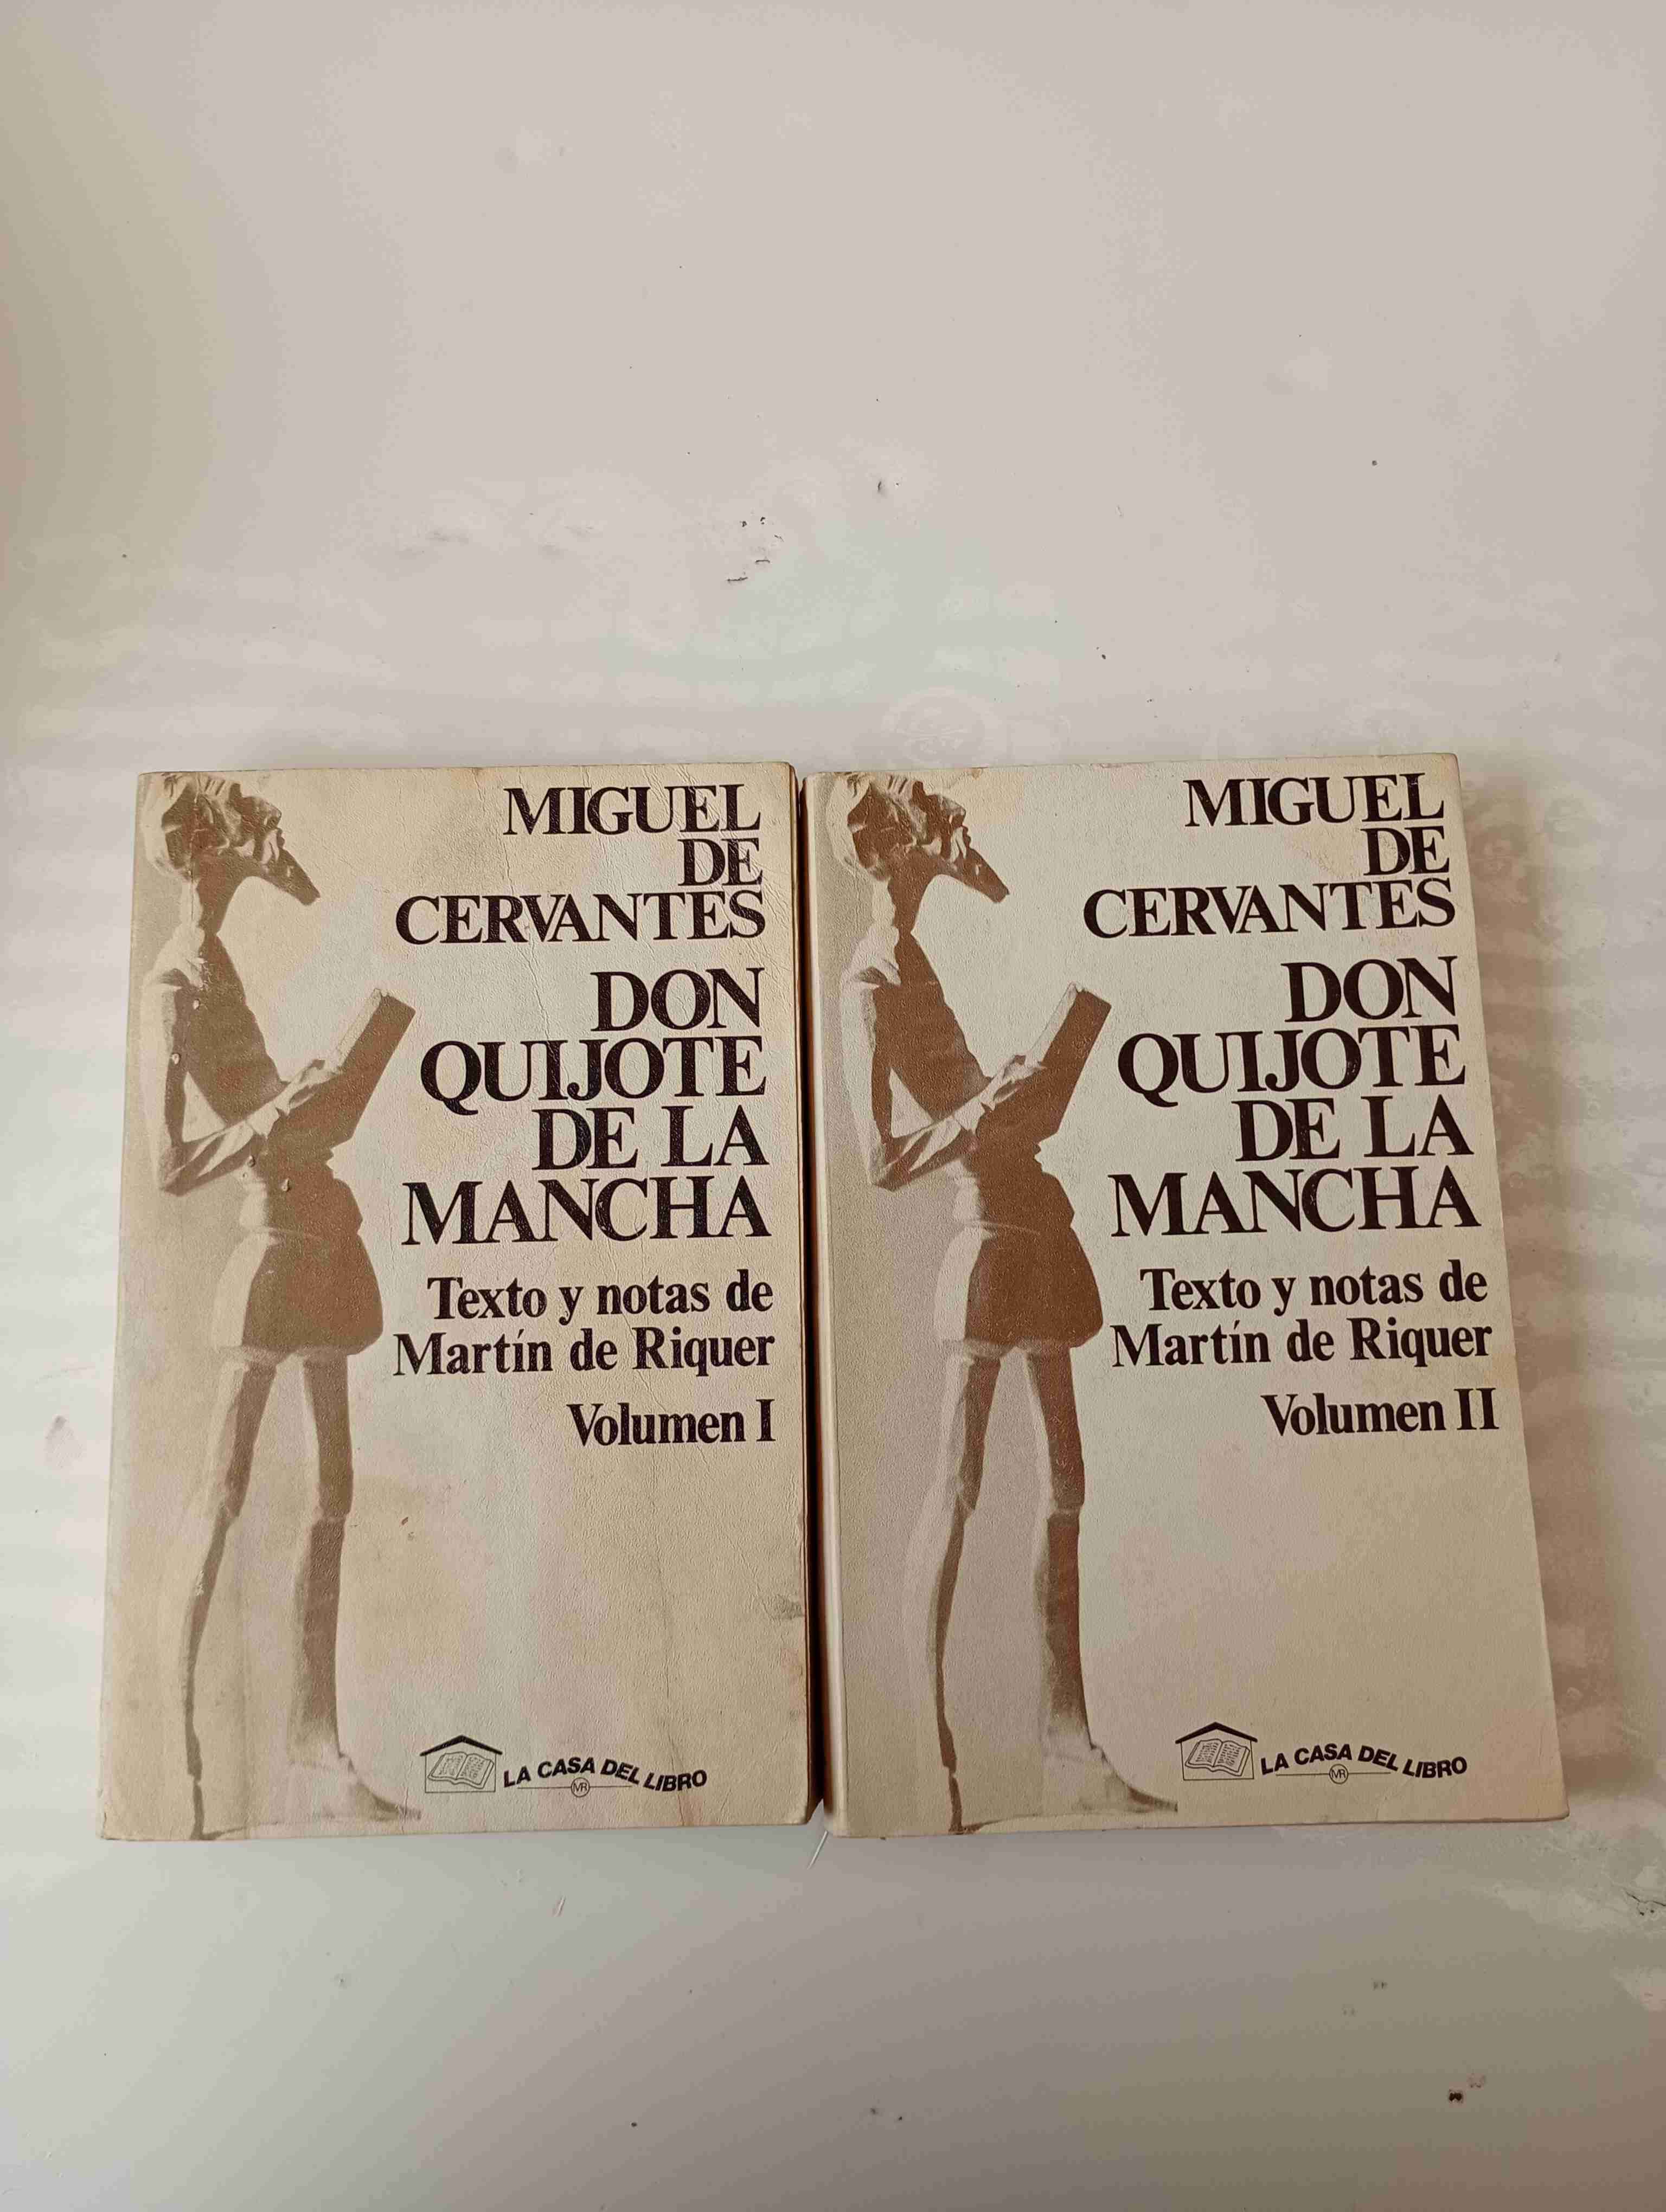 MIGUEL
DE
CERVANTES
DON
QUIJOTE
DE LA
MANCHA
Texto y notas de
Martín de Riquer
Volumen I
LA CASA DEL LIBRO
MR
MIGUEL
DE
CERVANTES
DON
QUIJOTE
DE LA
MANCHA
Texto y notas de
Martín de Riquer
Volumen II
LA CASA DEL LIBRO
MR